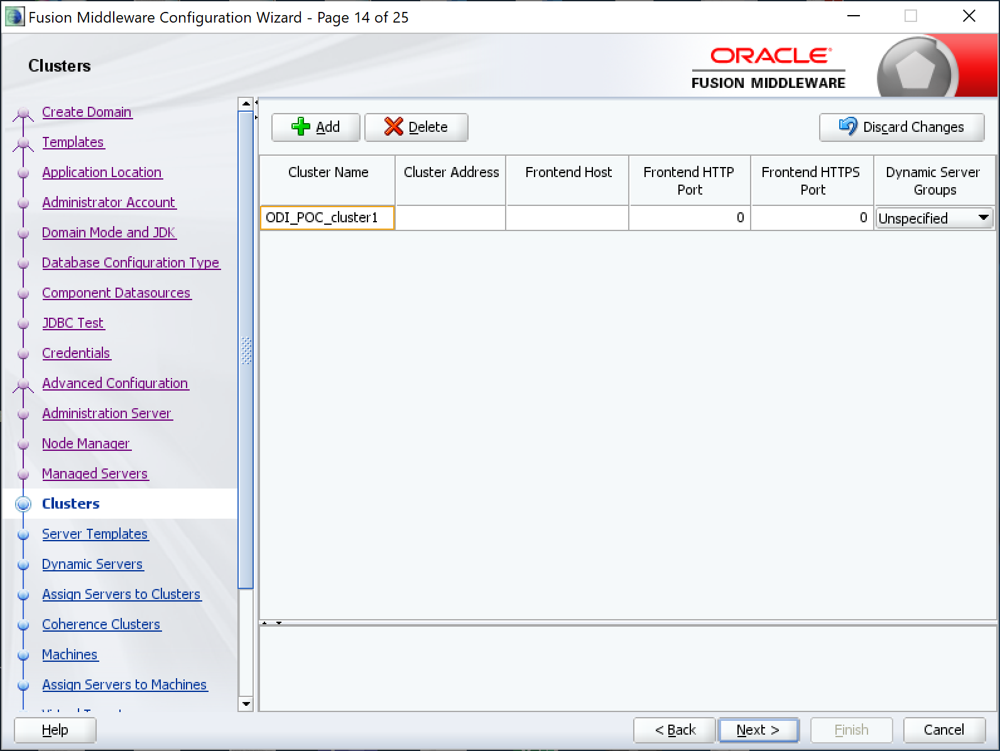 Fusion Middleware Configuration Wizard - Page 14 of 25
Clusters
ORACLE
FUSION MIDDLEWARE
Create Domain
Templates
Application Location
Administrator Account
Domain Mode and JDK
Database Configuration Type
Component Datasources
JDBC Test
Credentials
Advanced Configuration
Administration Server
Node Manager
Managed Servers
Clusters
Server Templates
Dynamic Servers
Assign Servers to Clusters
Coherence Clusters
Machines
Assign Servers to Machines
Add Delete Discard Changes
Cluster Name Cluster Address Frontend Host Frontend HTTP Port Frontend HTTPS Port Dynamic Server Groups
ODI_POC_cluster1 0 0 Unspecified
Help < Back Next > Finish Cancel